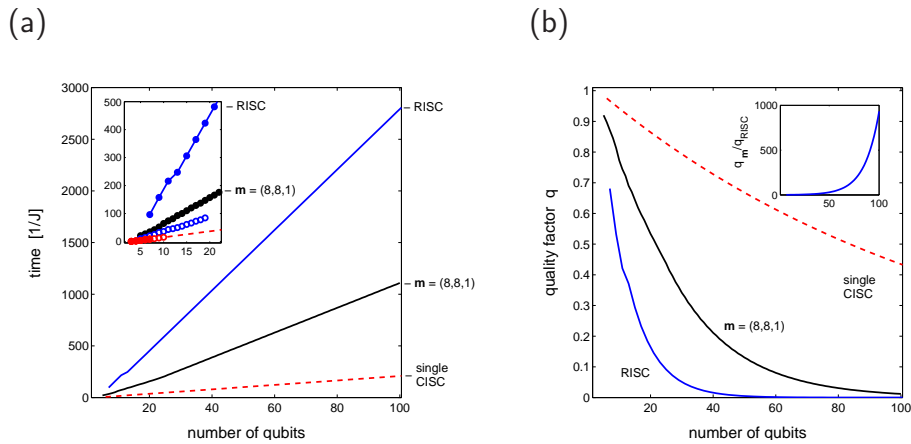 (a)
(b)
3000
2500
2000
1500
1000
500
0
time [1/J]
20
40
60
80
100
number of qubits
500
400
300
200
100
0
5
10
15
20
RISC
m = (8,8,1)
RISC
m = (8,8,1)
single
CISC
1
0.9
0.8
0.7
0.6
0.5
0.4
0.3
0.2
0.1
0
quality factor q
20
40
60
80
100
number of qubits
1000
500
0
50
100
q_m/q_RISC
single
CISC
m = (8,8,1)
RISC